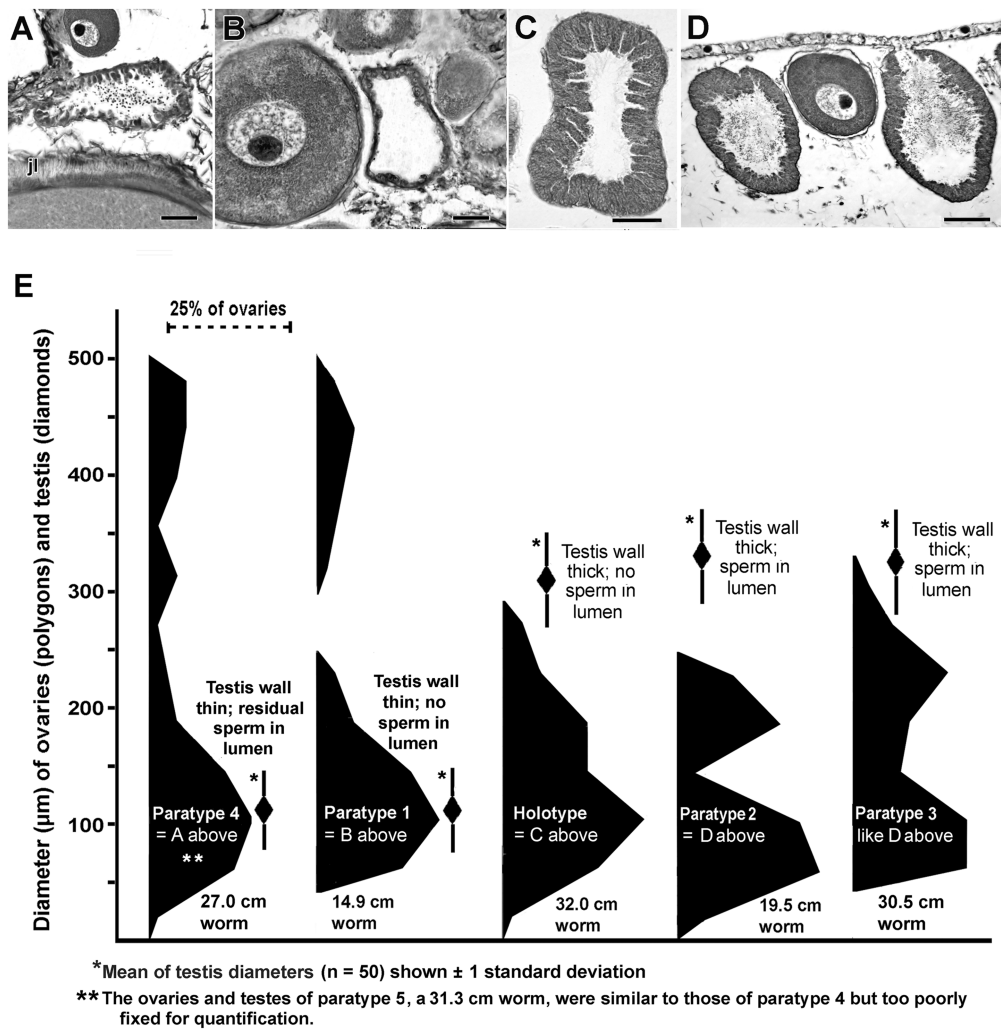 A
B
C
D
jl
E
25% of ovaries
Diameter (µm) of ovaries (polygons) and testis (diamonds)
500
400
300
200
100
Testis wall
thin; residual
sperm in
lumen
*
Testis wall
thin; no
sperm in
lumen
*
*
Testis wall
thick; no
sperm in
lumen
*
Testis wall
thick;
sperm in
lumen
*
Testis wall
thick;
sperm in
lumen
Paratype 4
= A above
**
Paratype 1
= B above
Holotype
= C above
Paratype 2
= D above
Paratype 3
like D above
27.0 cm
worm
14.9 cm
worm
32.0 cm
worm
19.5 cm
worm
30.5 cm
worm
*Mean of testis diameters (n = 50) shown ± 1 standard deviation
** The ovaries and testes of paratype 5, a 31.3 cm worm, were similar to those of paratype 4 but too poorly
fixed for quantification.